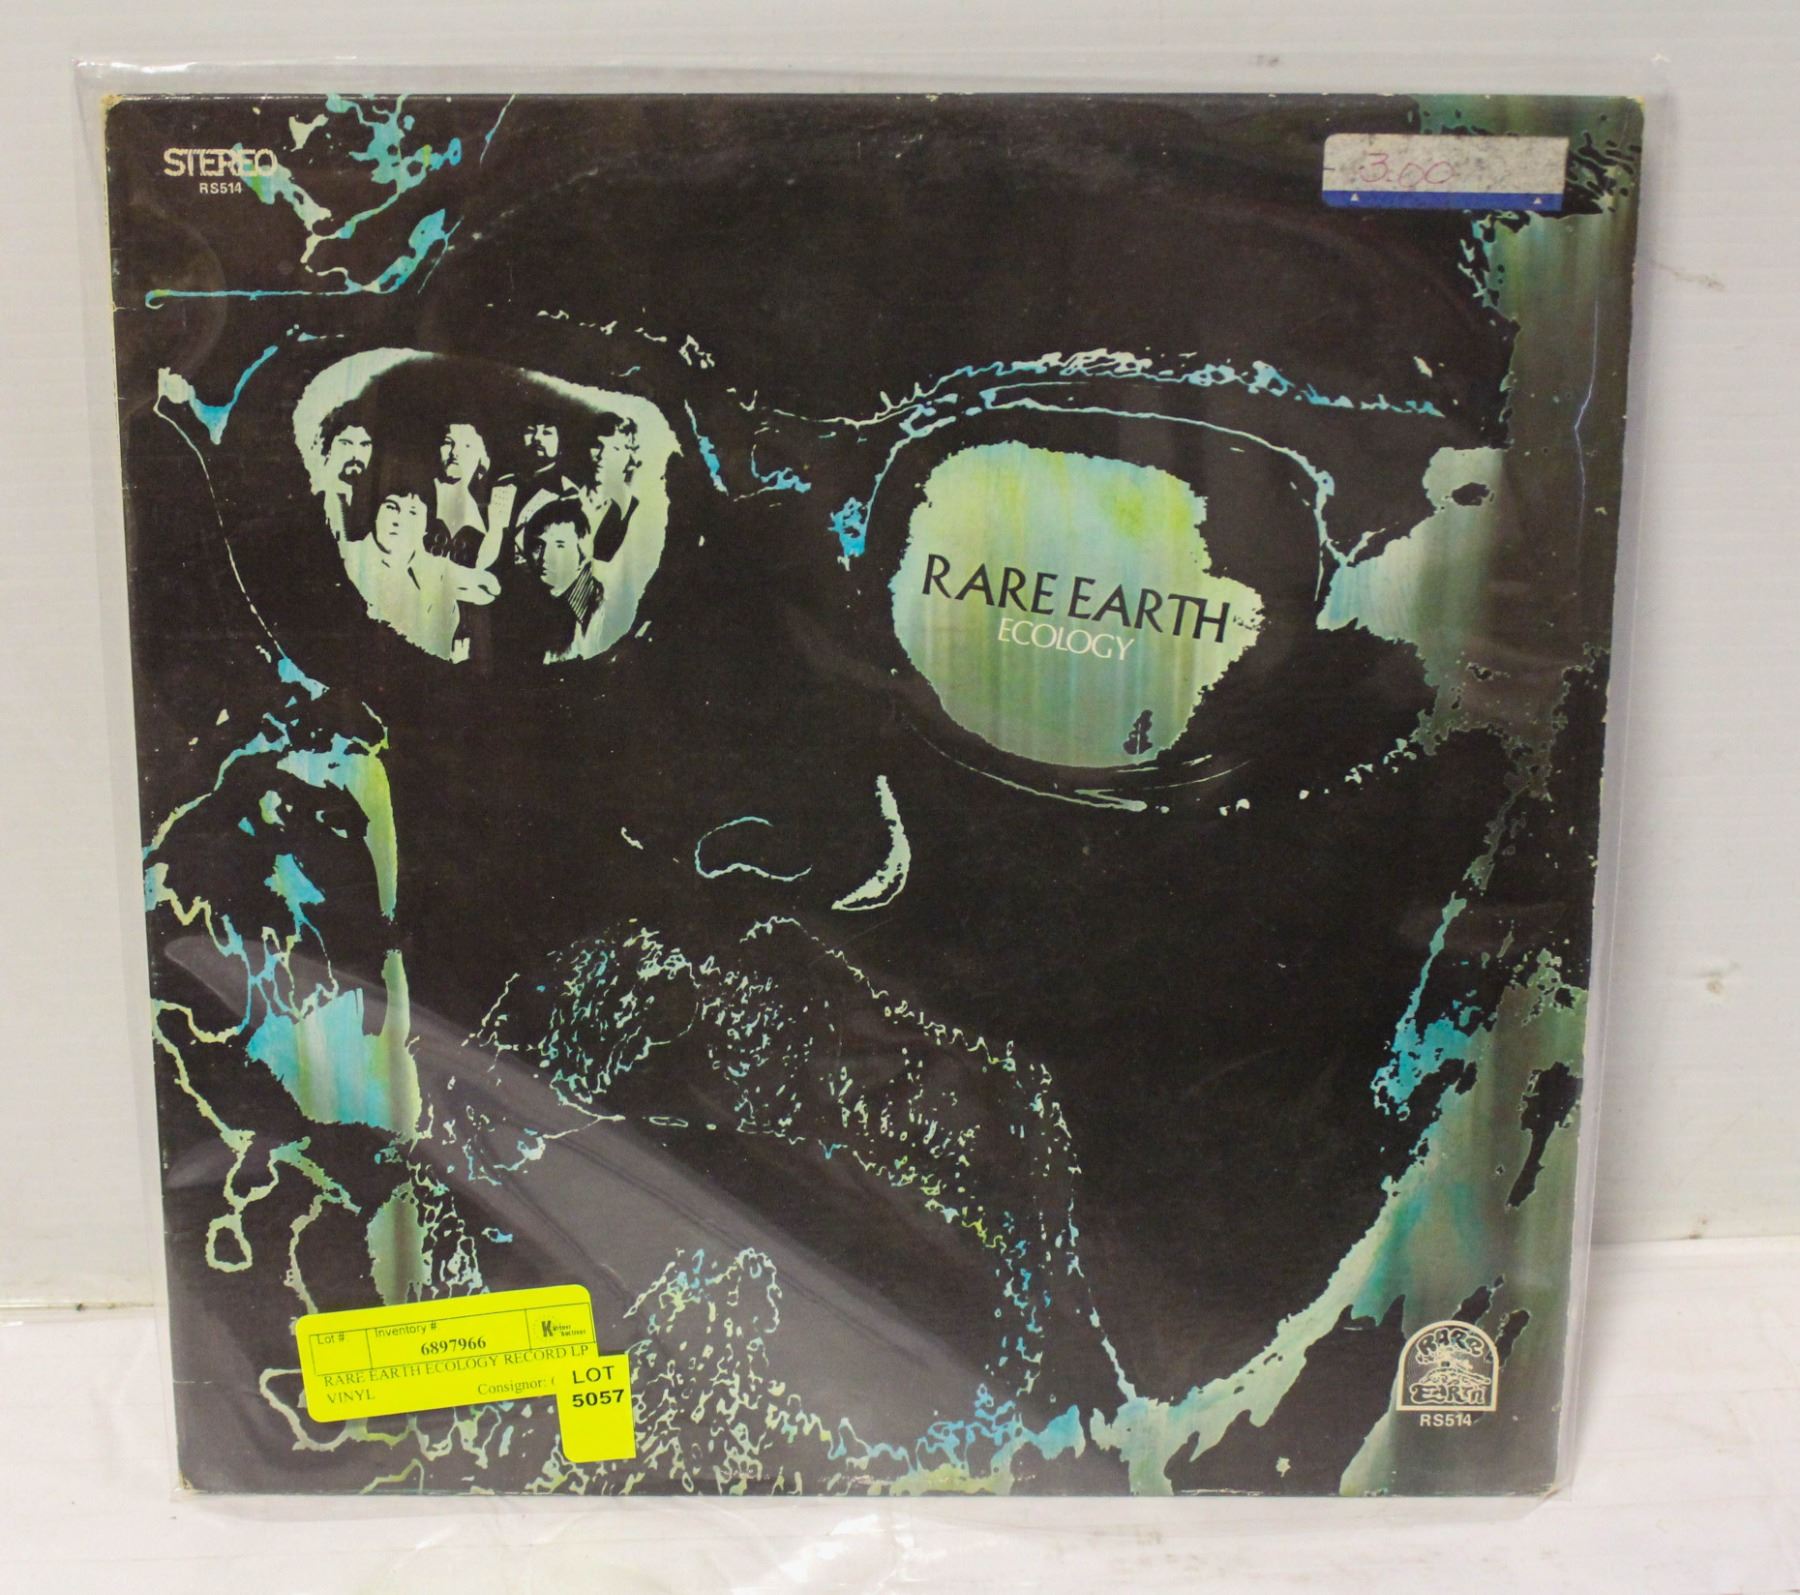 STEREO
RS514
3.00
RARE EARTH
ECOLOGY
Lot # Inventory #
6897966
RARE EARTH ECOLOGY RECORD LP
VINYL Consignor:
LOT
5057
RARE
EARTH
RS514